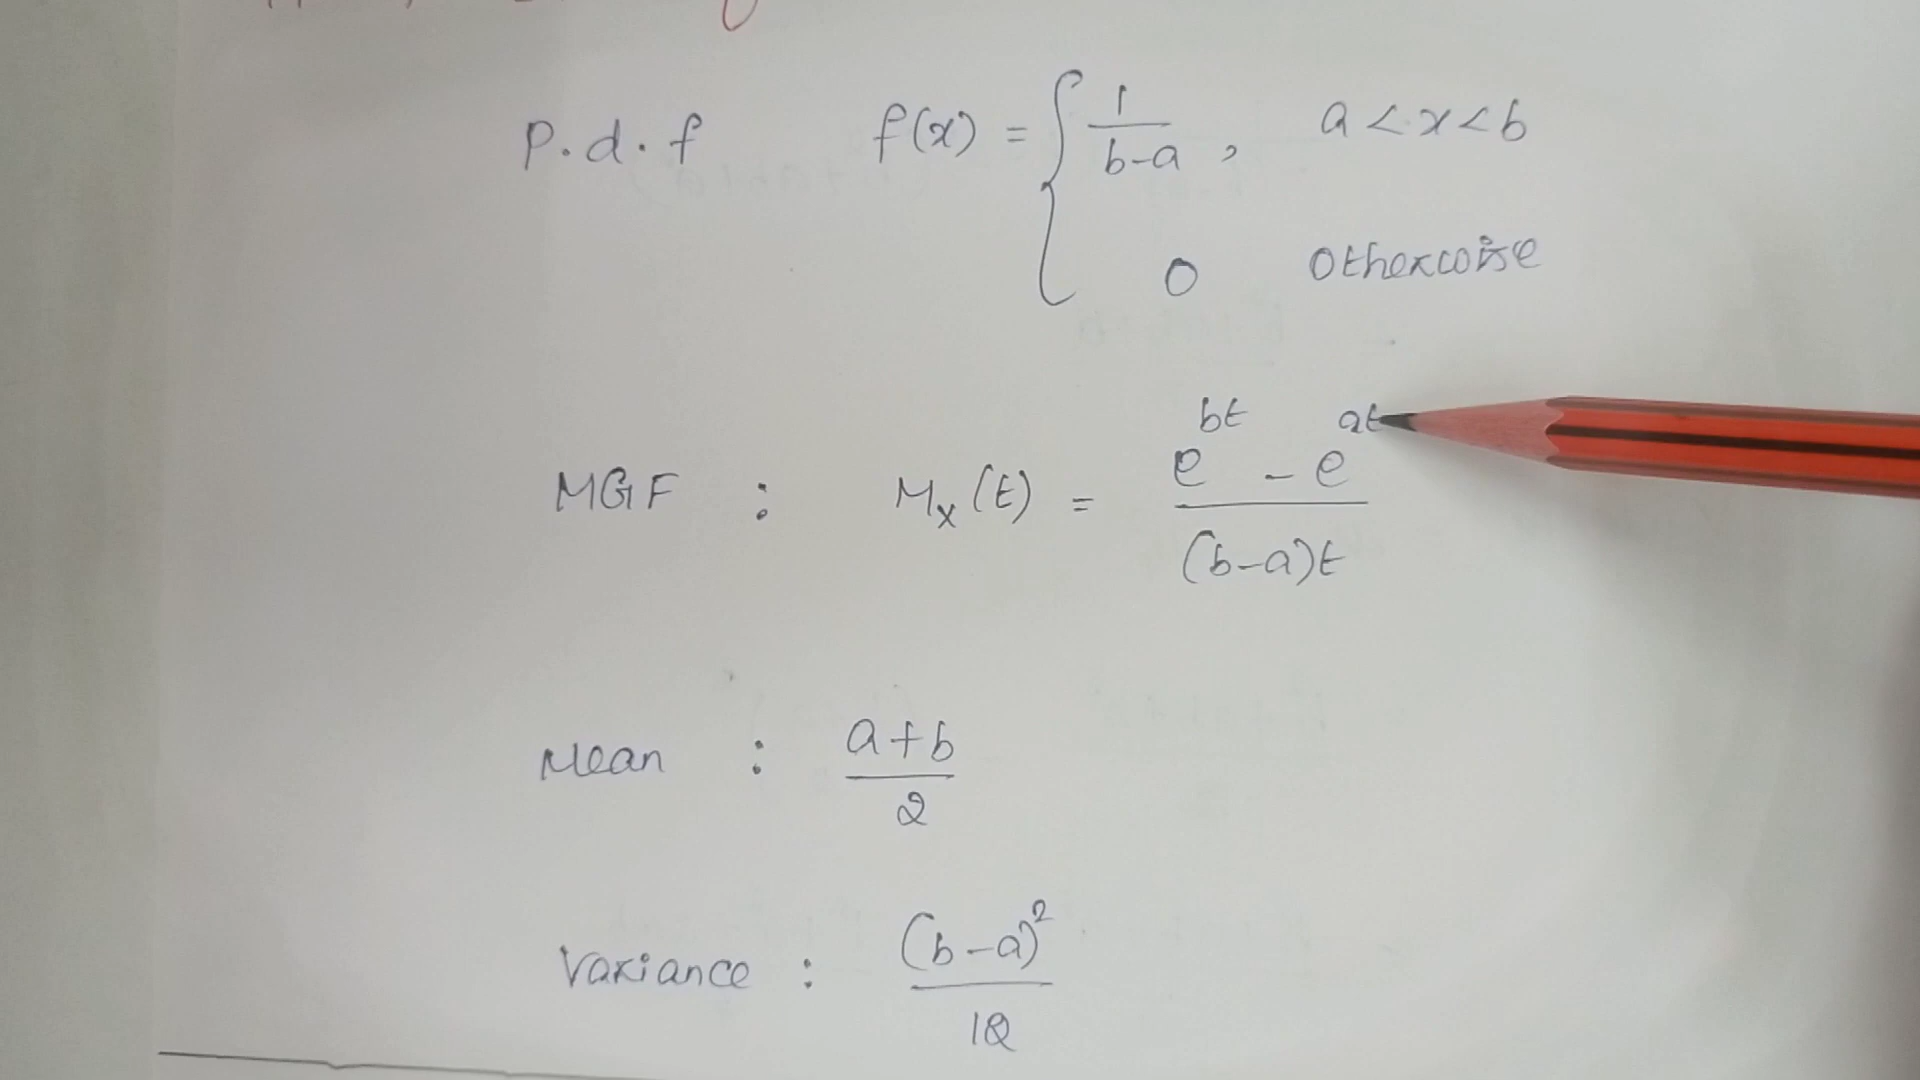 P.d.f f(x) = { 1/(b-a) , a < x < b
0 otherwise
MGF : Mx(t) = (e^bt - e^at)/((b-a)t)
Mean : (a+b)/2
Variance : (b-a)²/12